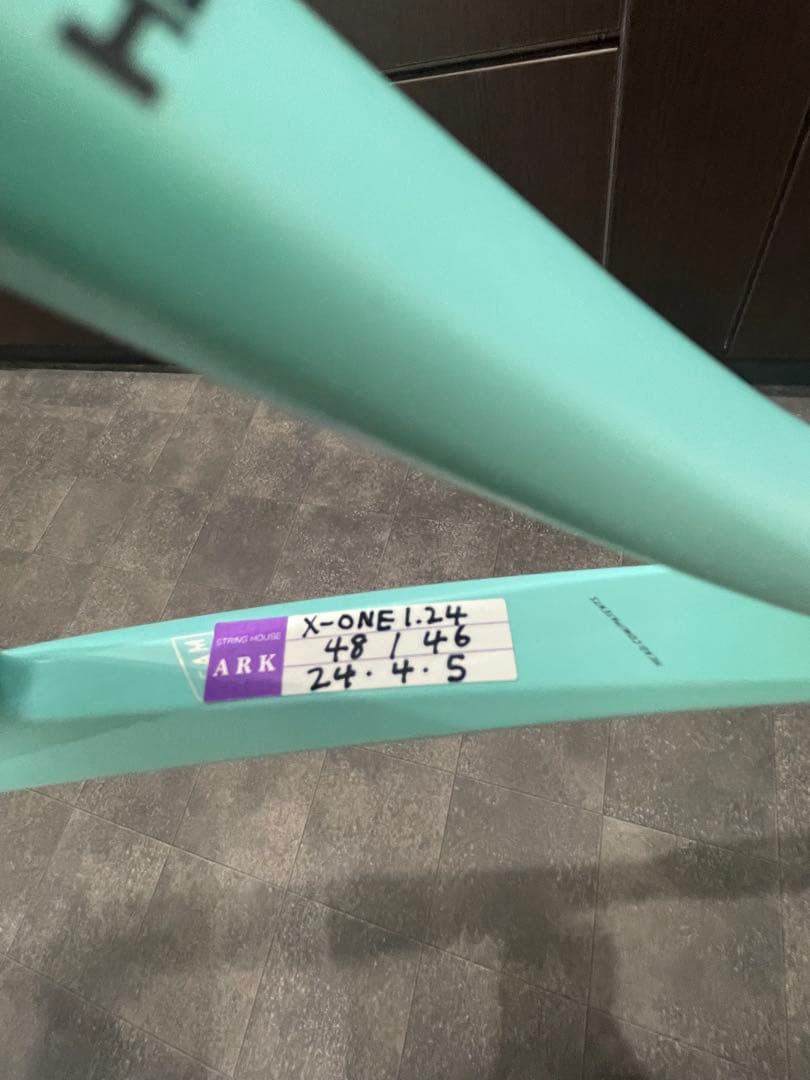 STRING HOUSE
ARK
X-ONE 1.24
48 / 46
24. 4. 5